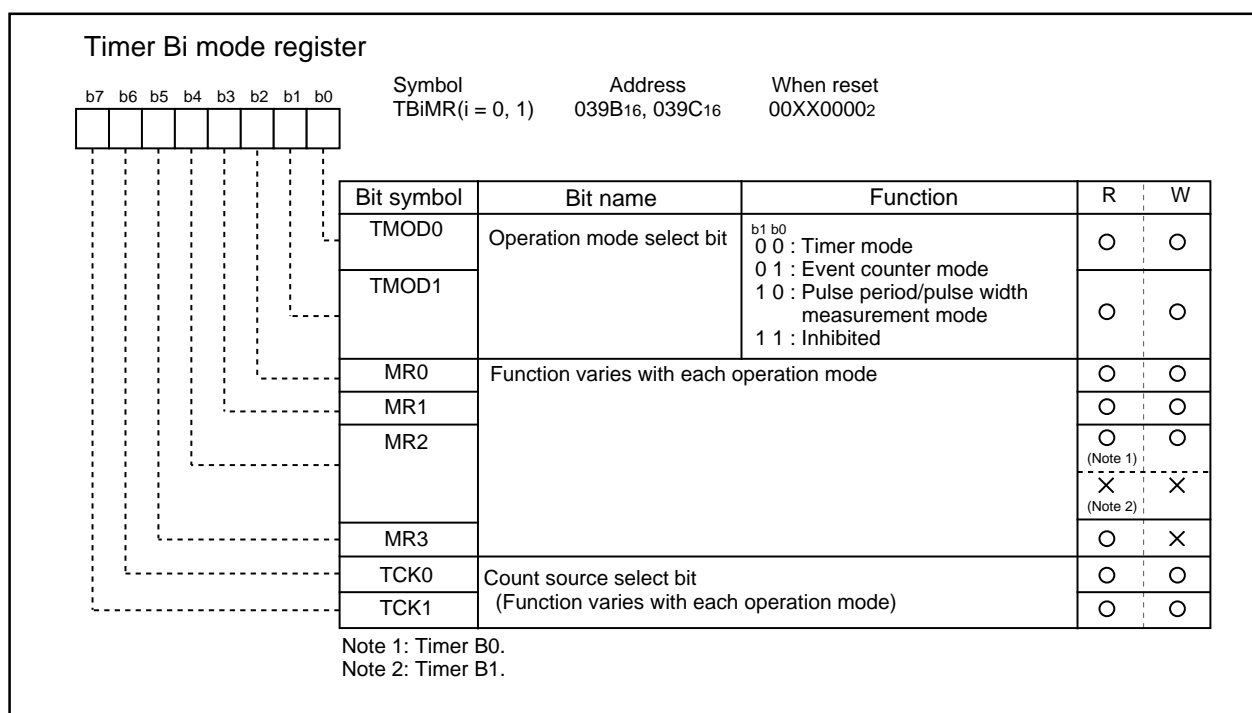 Timer Bi mode register
Symbol Address When reset
TBiMR(i = 0, 1) 039B16, 039C16 00XX00002
b7 b6 b5 b4 b3 b2 b1 b0
Bit symbol Bit name Function R W
TMOD0 Operation mode select bit b1 b0
0 0 : Timer mode
0 1 : Event counter mode
TMOD1 1 0 : Pulse period/pulse width
measurement mode
1 1 : Inhibited
MR0 Function varies with each operation mode
MR1
MR2
(Note 1)
(Note 2)
MR3
TCK0 Count source select bit
TCK1 (Function varies with each operation mode)
Note 1: Timer B0.
Note 2: Timer B1.